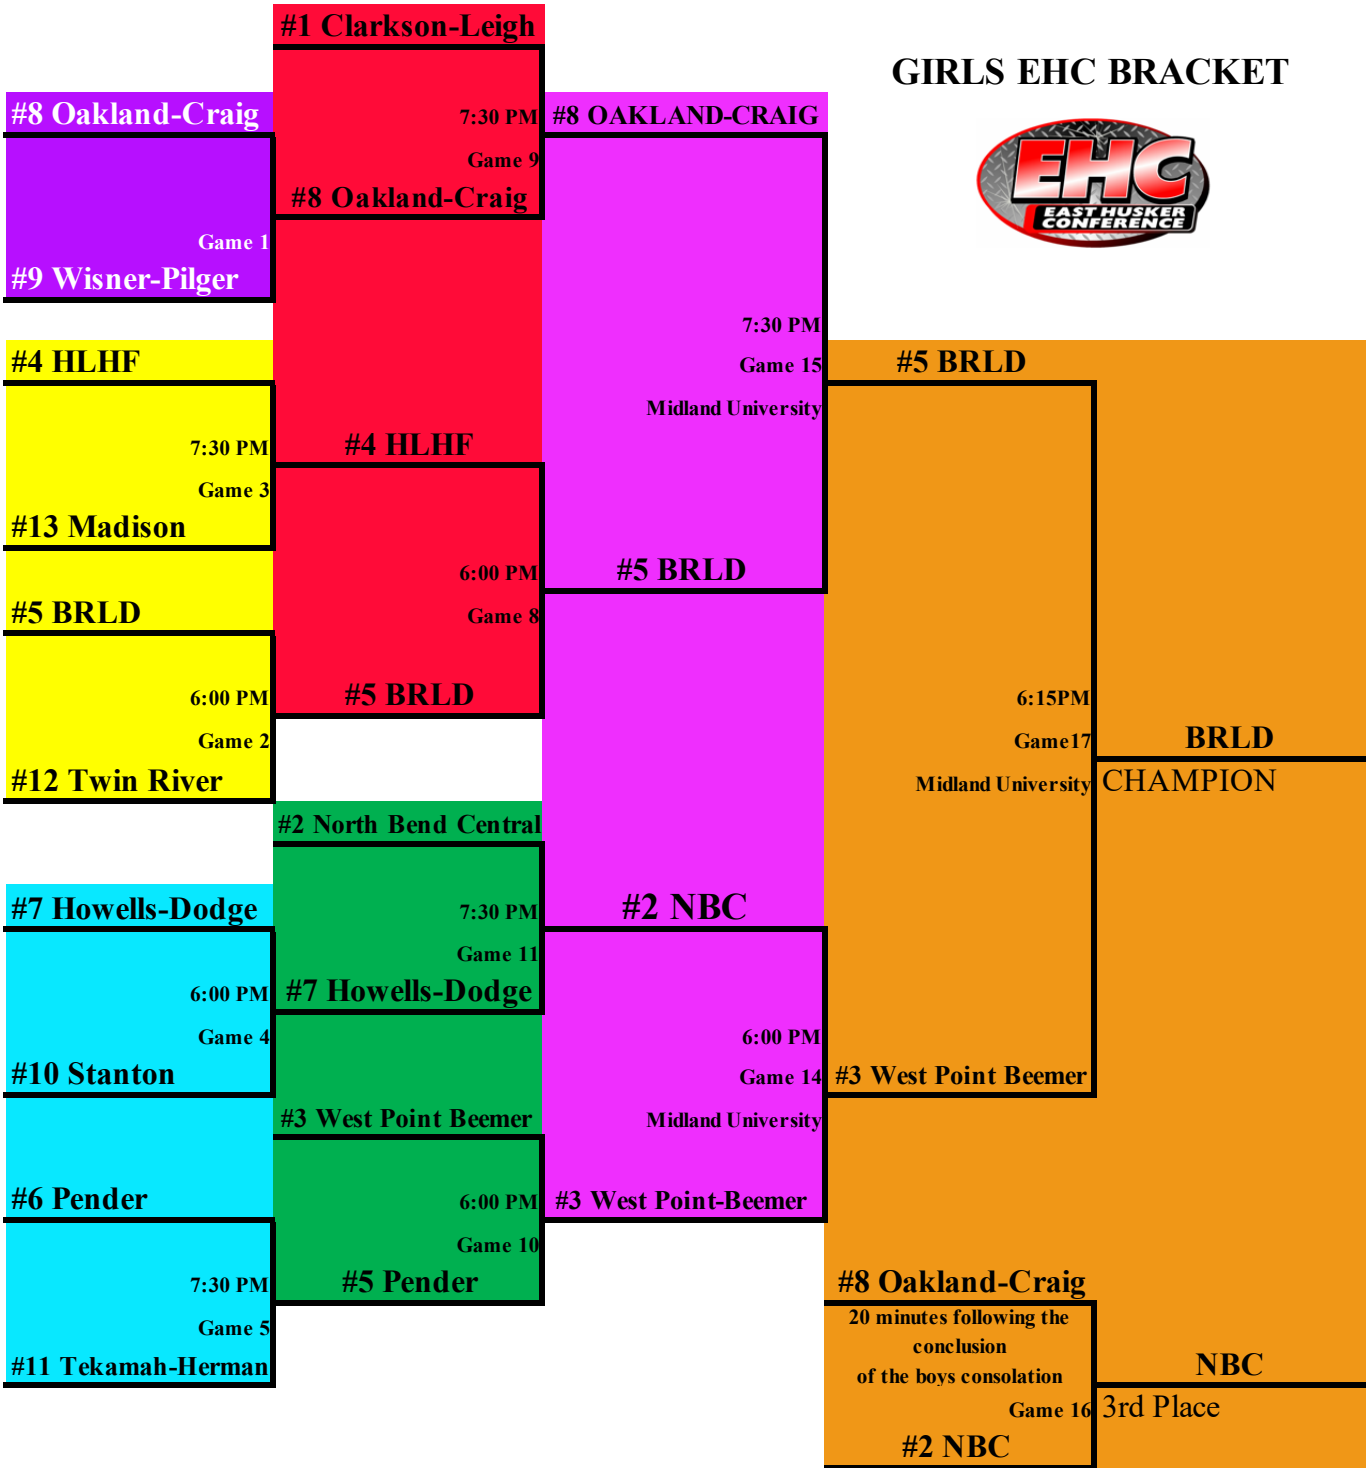 GIRLS EHC BRACKET
EHC
EAST HUSKER
CONFERENCE
#8 Oakland-Craig
Game 1
#9 Wisner-Pilger
#4 HLHF
7:30 PM
Game 3
#13 Madison
#5 BRLD
6:00 PM
Game 2
#12 Twin River
#7 Howells-Dodge
6:00 PM
Game 4
#10 Stanton
#6 Pender
7:30 PM
Game 5
#11 Tekamah-Herman
#1 Clarkson-Leigh
7:30 PM
Game 9
#8 Oakland-Craig
#4 HLHF
6:00 PM
Game 8
#5 BRLD
#2 North Bend Central
7:30 PM
Game 11
#7 Howells-Dodge
#3 West Point Beemer
6:00 PM
Game 10
#5 Pender
#8 OAKLAND-CRAIG
7:30 PM
Game 15
Midland University
#5 BRLD
#2 NBC
6:00 PM
Game 14
Midland University
#3 West Point-Beemer
#5 BRLD
6:15PM
Game17
Midland University
#3 West Point Beemer
BRLD
CHAMPION
#8 Oakland-Craig
20 minutes following the
conclusion
of the boys consolation
Game 16
#2 NBC
NBC
3rd Place